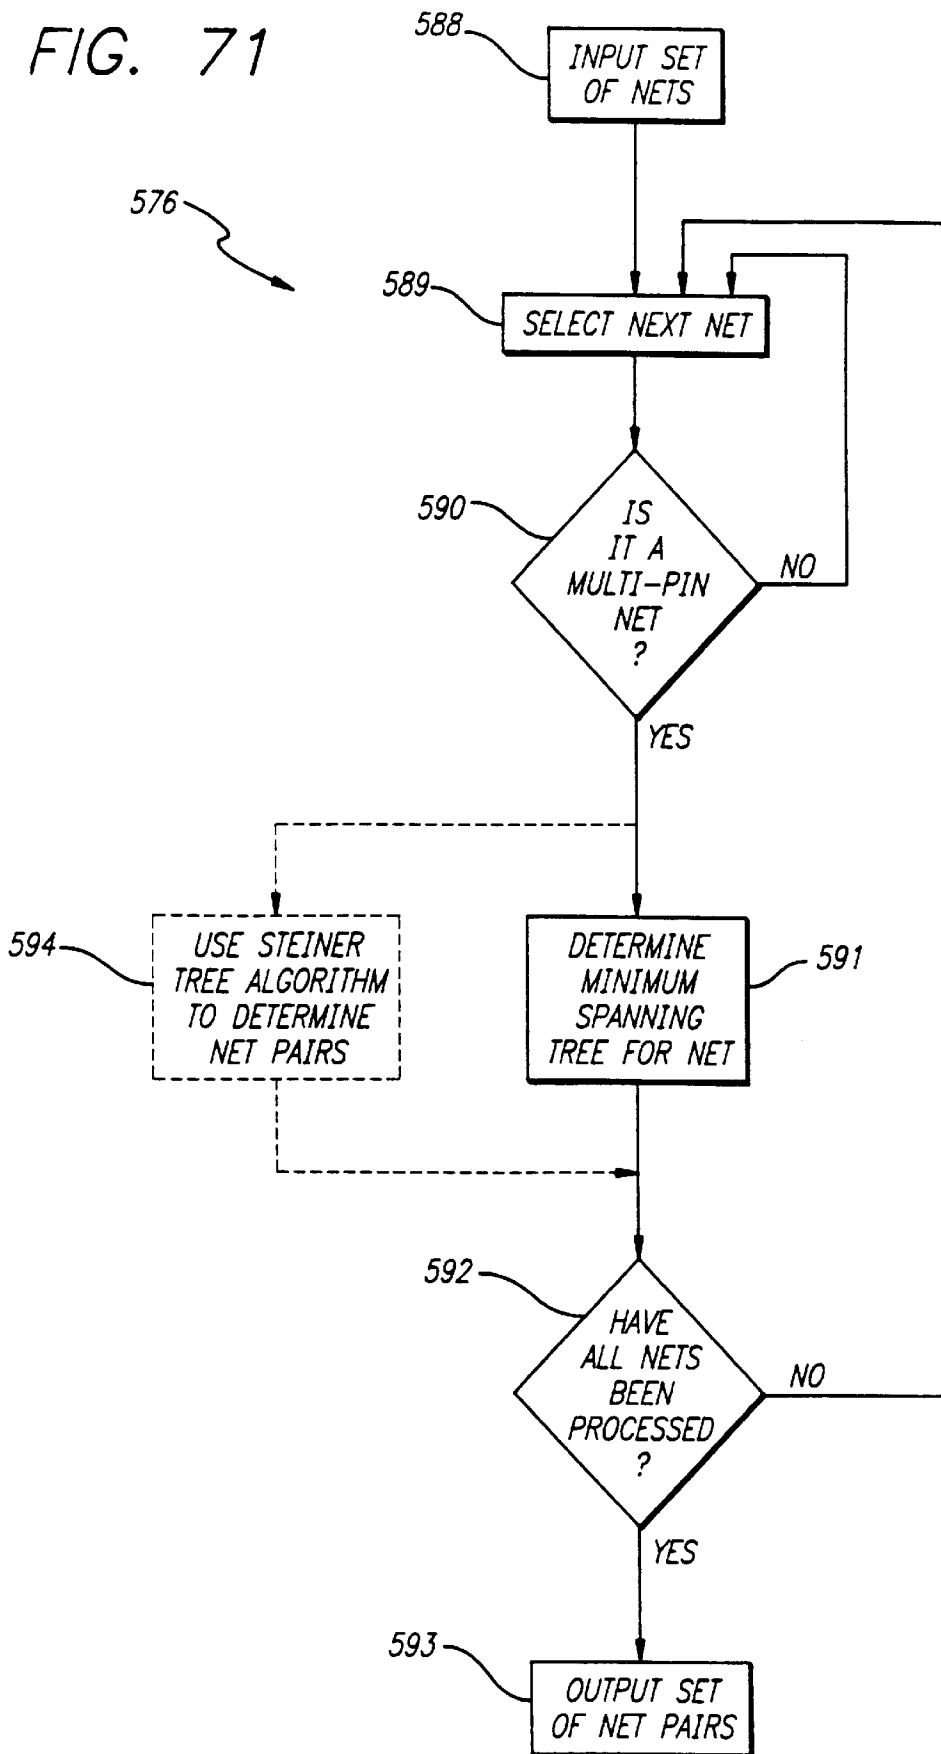 FIG. 71
588
INPUT SET
OF NETS
576
589
SELECT NEXT NET
590
IS
IT A
MULTI-PIN
NET
?
NO
YES
594
USE STEINER
TREE ALGORITHM
TO DETERMINE
NET PAIRS
DETERMINE
MINIMUM
SPANNING
TREE FOR NET
591
592
HAVE
ALL NETS
BEEN
PROCESSED
?
NO
YES
593
OUTPUT SET
OF NET PAIRS